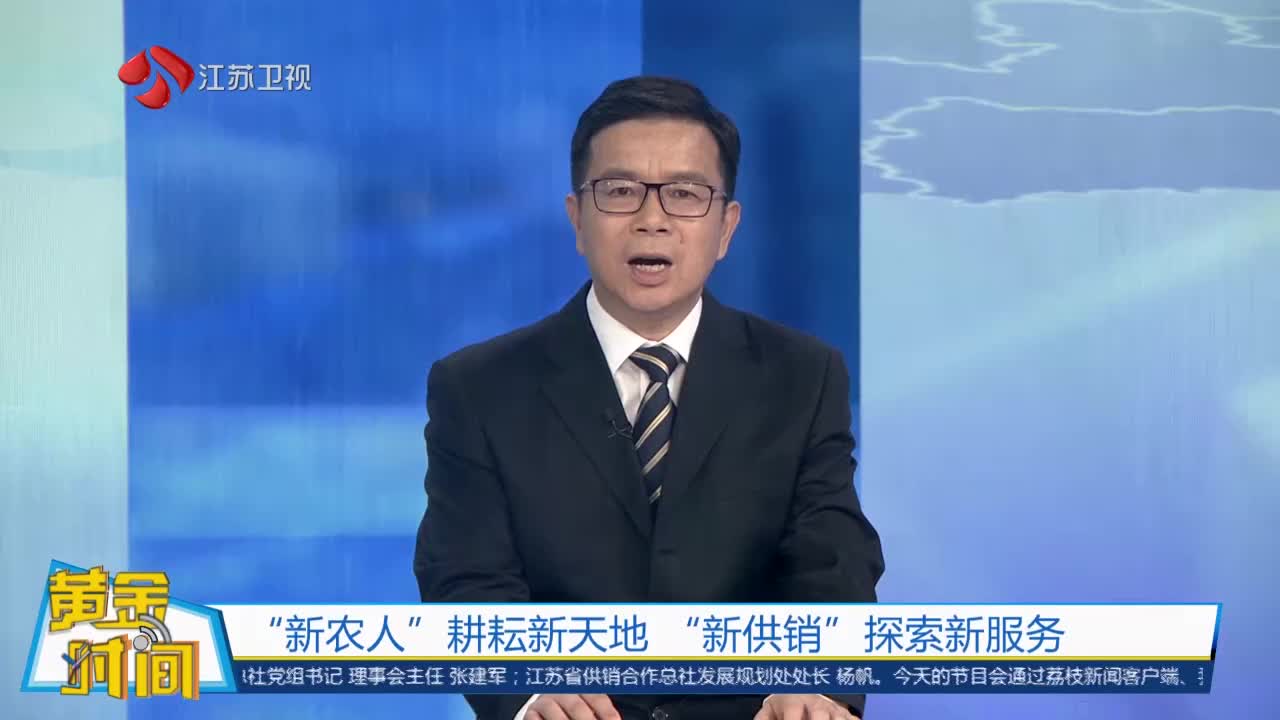 江苏卫视
黄金
时间
“新农人”耕耘新天地 “新供销”探索新服务
社党组书记 理事会主任 张建军；江苏省供销合作总社发展规划处处长 杨帆。今天的节目会通过荔枝新闻客户端、